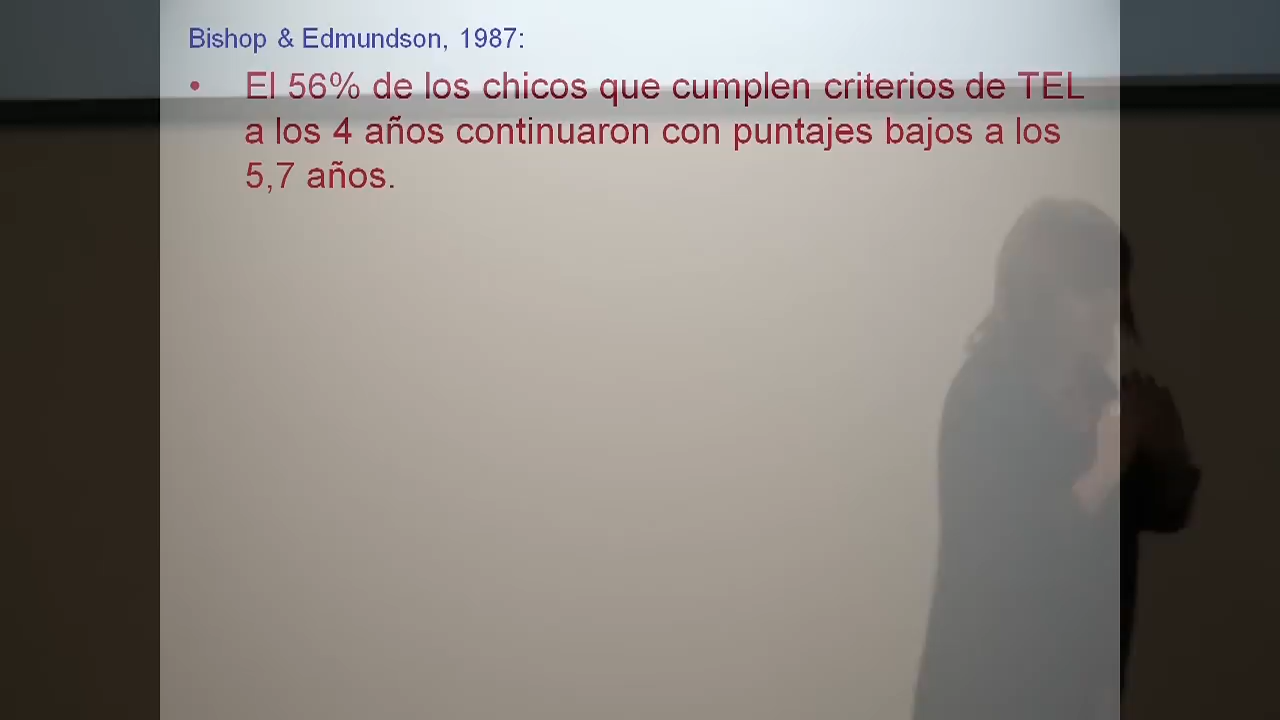 Bishop & Edmundson, 1987:
• El 56% de los chicos que cumplen criterios de TEL
a los 4 años continuaron con puntajes bajos a los
5,7 años.